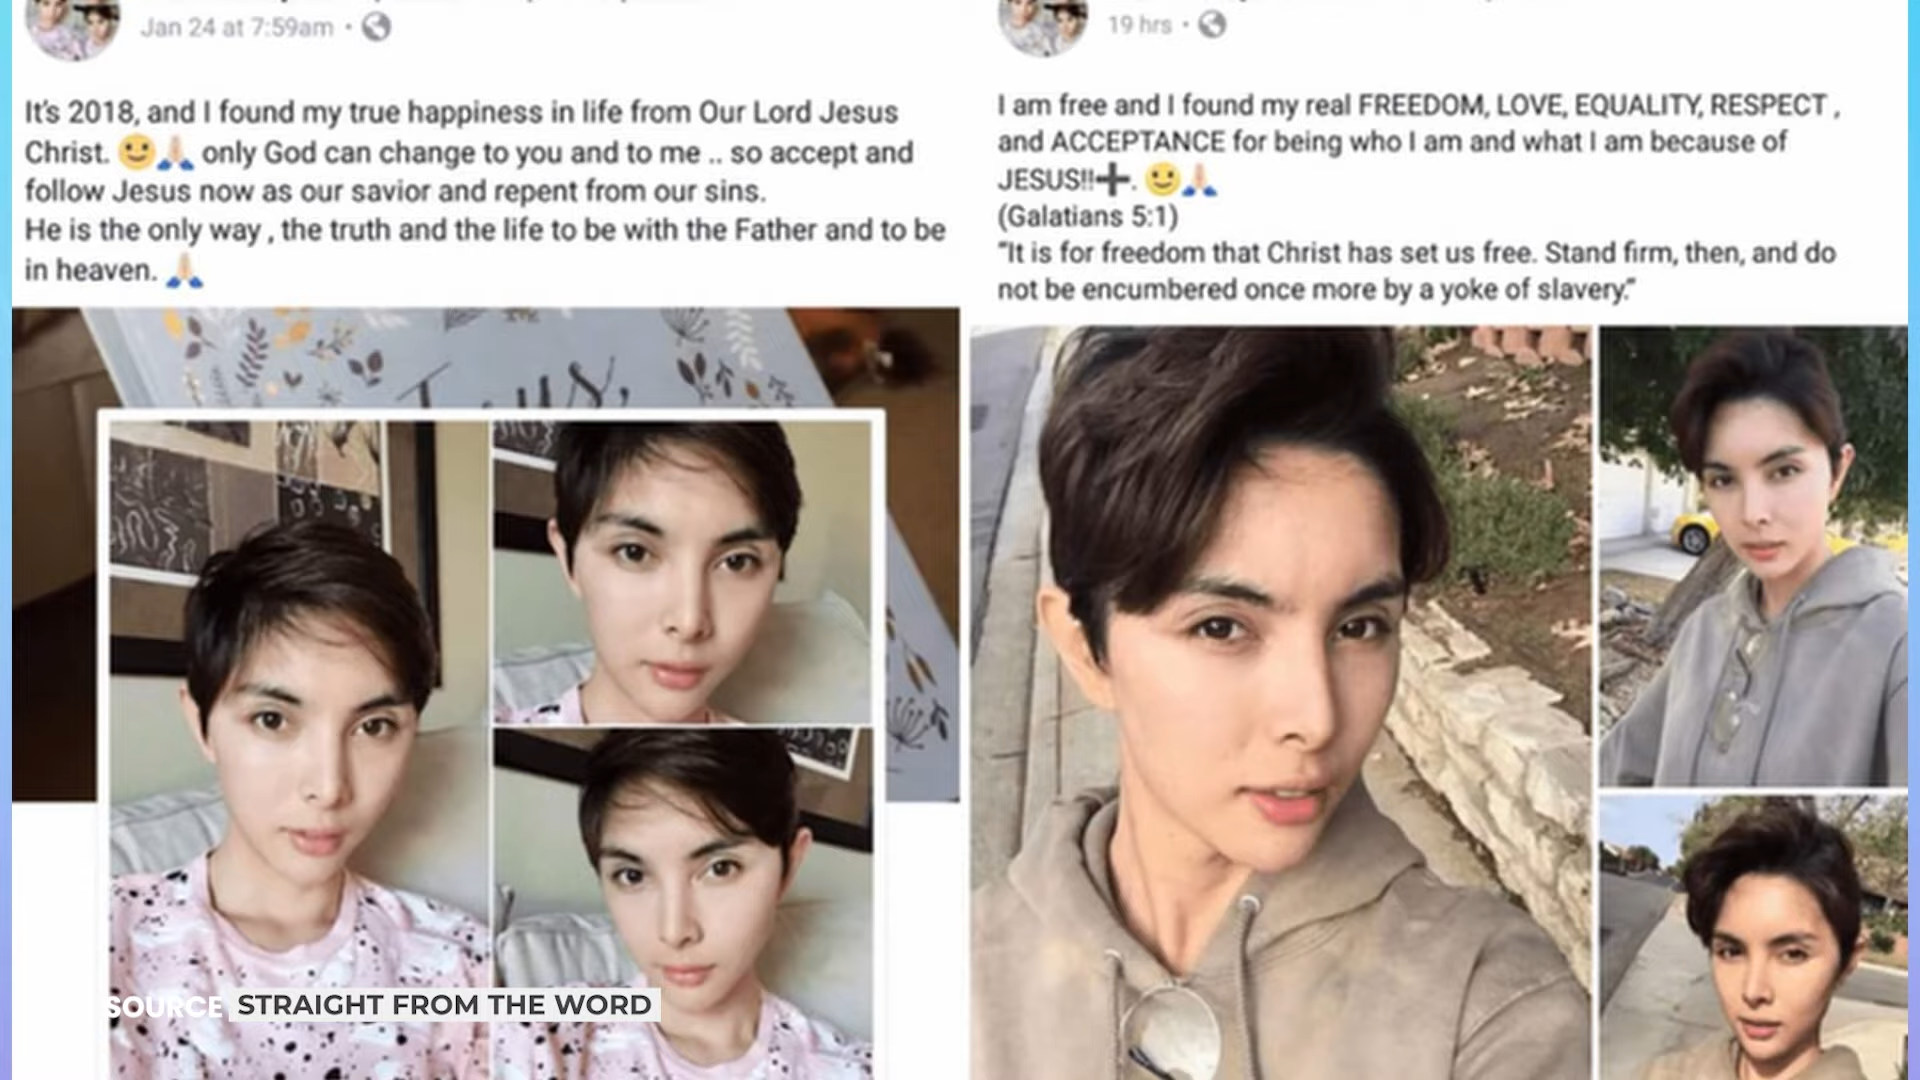 Jan 24 at 7:59am ·
It's 2018, and I found my true happiness in life from Our Lord Jesus
Christ. 🙂🙏🏻 only God can change to you and to me .. so accept and
follow Jesus now as our savior and repent from our sins.
He is the only way , the truth and the life to be with the Father and to be
in heaven. 🙏🏻
Jesus,
SOURCE STRAIGHT FROM THE WORD
19 hrs ·
I am free and I found my real FREEDOM, LOVE, EQUALITY, RESPECT ,
and ACCEPTANCE for being who I am and what I am because of
JESUS!!➕. 🙂🙏🏻
(Galatians 5:1)
"It is for freedom that Christ has set us free. Stand firm, then, and do
not be encumbered once more by a yoke of slavery."